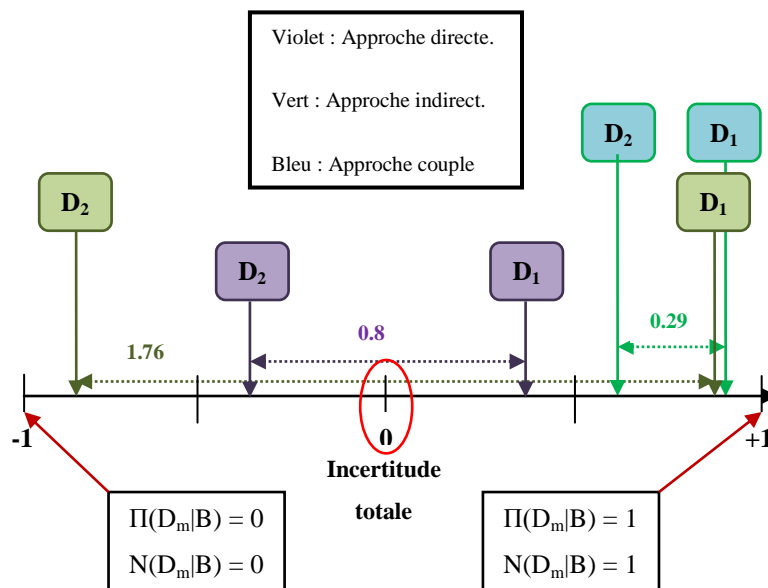 Violet : Approche directe.
Vert : Approche indirect.
Bleu : Approche couple
D₂
D₁
D₂
D₁
D₂
D₁
0.29
0.8
1.76
-1
0
+1
Incertitude
totale
Π(Dₘ|B) = 0
N(Dₘ|B) = 0
Π(Dₘ|B) = 1
N(Dₘ|B) = 1